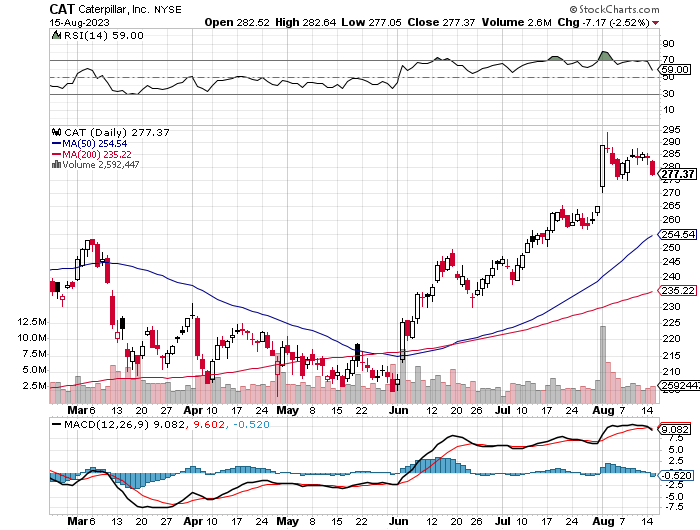 CAT Caterpillar, Inc. NYSE
© StockCharts.com
15-Aug-2023
Open 282.52 High 282.64 Low 277.05 Close 277.37 Volume 2.6M Chg -7.17 (-2.52%)
RSI(14) 59.00
90
70
59.00
50
30
10
CAT (Daily) 277.37
MA(50) 254.54
MA(200) 235.22
Volume 2,592,447
295
290
285
280
277.37
275
270
265
260
254.54
250
245
240
235.22
230
225
220
215
210
205
12.5M
10.0M
7.5M
5.0M
2.5M
2592447
Mar 6 13 20 27 Apr 10 17 24 May 8 15 22 Jun 12 20 26 Jul 10 17 24 Aug 7 14
MACD(12,26,9) 9.082, 9.602, -0.520
9.082
7.5
5.0
2.5
-0.520
-2.5
-5.0
-7.5